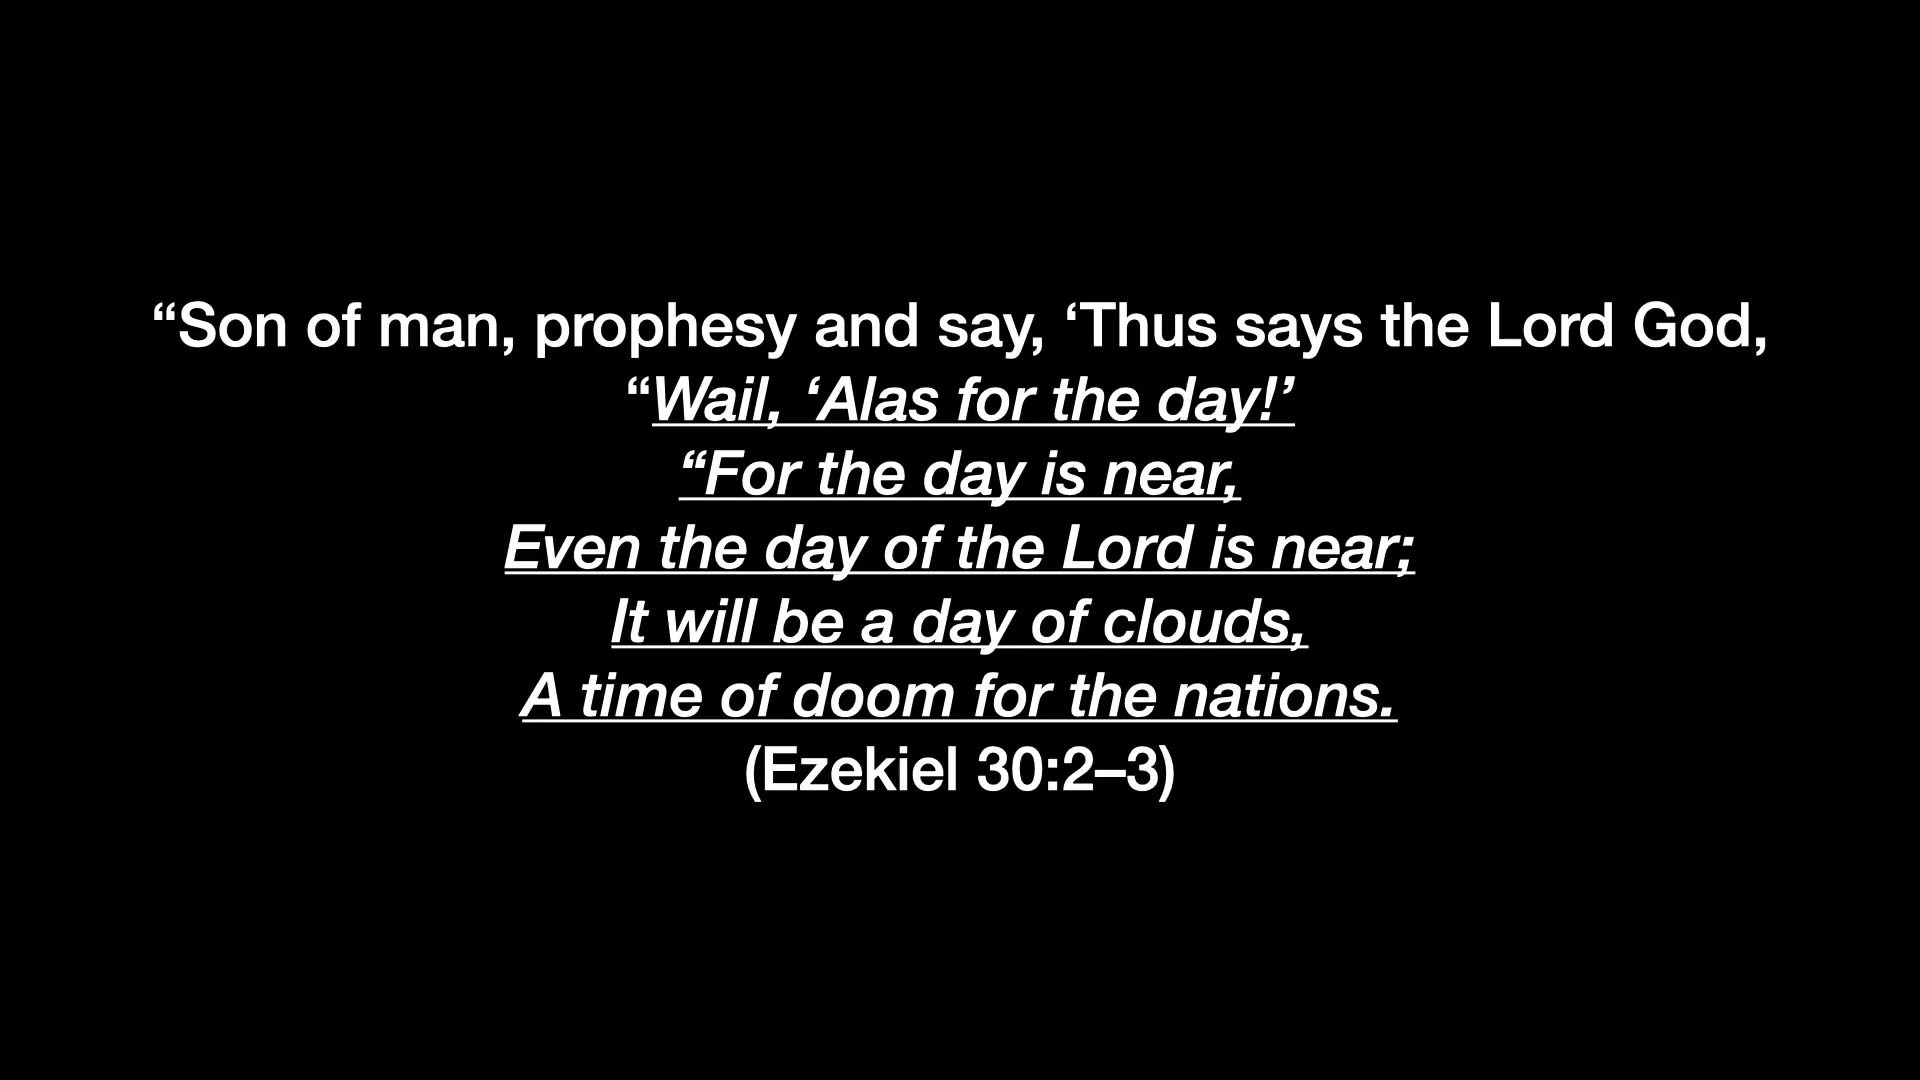 “Son of man, prophesy and say, ‘Thus says the Lord God,
“Wail, ‘Alas for the day!’
“For the day is near,
Even the day of the Lord is near;
It will be a day of clouds,
A time of doom for the nations.
(Ezekiel 30:2–3)